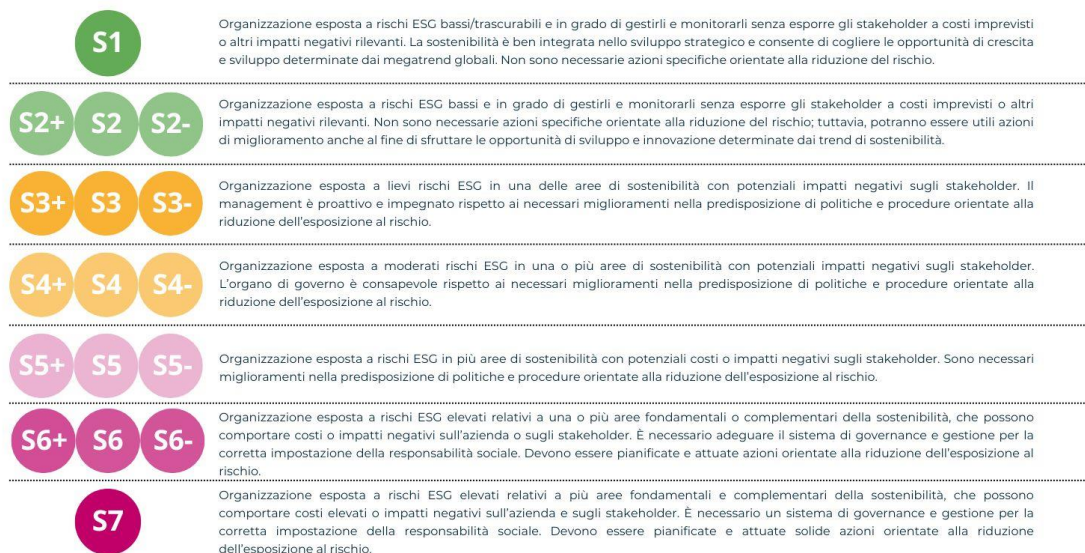 S1
Organizzazione esposta a rischi ESG bassi/trascurabili e in grado di gestirli e monitorarli senza esporre gli stakeholder a costi imprevisti
o altri impatti negativi rilevanti. La sostenibilità è ben integrata nello sviluppo strategico e consente di cogliere le opportunità di crescita
e sviluppo determinate dai megatrend globali. Non sono necessarie azioni specifiche orientate alla riduzione del rischio.
S2+ S2 S2-
Organizzazione esposta a rischi ESG bassi e in grado di gestirli e monitorarli senza esporre gli stakeholder a costi imprevisti o altri
impatti negativi rilevanti. Non sono necessarie azioni specifiche orientate alla riduzione del rischio; tuttavia, potranno essere utili azioni
di miglioramento anche al fine di sfruttare le opportunità di sviluppo e innovazione determinate dai trend di sostenibilità.
S3+ S3 S3-
Organizzazione esposta a lievi rischi ESG in una delle aree di sostenibilità con potenziali impatti negativi sugli stakeholder. Il
management è proattivo e impegnato rispetto ai necessari miglioramenti nella predisposizione di politiche e procedure orientate alla
riduzione dell'esposizione al rischio.
S4+ S4 S4-
Organizzazione esposta a moderati rischi ESG in una o più aree di sostenibilità con potenziali impatti negativi sugli stakeholder.
L'organo di governo è consapevole rispetto ai necessari miglioramenti nella predisposizione di politiche e procedure orientate alla
riduzione dell'esposizione al rischio.
S5+ S5 S5-
Organizzazione esposta a rischi ESG in più aree di sostenibilità con potenziali costi o impatti negativi sugli stakeholder. Sono necessari
miglioramenti nella predisposizione di politiche e procedure orientate alla riduzione dell'esposizione al rischio.
S6+ S6 S6-
Organizzazione esposta a rischi ESG elevati relativi a una o più aree fondamentali o complementari della sostenibilità, che possono
comportare costi o impatti negativi sull'azienda o sugli stakeholder. È necessario adeguare il sistema di governance e gestione per la
corretta impostazione della responsabilità sociale. Devono essere pianificate e attuate azioni orientate alla riduzione dell'esposizione al
rischio.
S7
Organizzazione esposta a rischi ESG elevati relativi a più aree fondamentali e complementari della sostenibilità, che possono
comportare costi elevati o impatti negativi sull'azienda e sugli stakeholder. È necessario un sistema di governance e gestione per la
corretta impostazione della responsabilità sociale. Devono essere pianificate e attuate solide azioni orientate alla riduzione
dell'esposizione al rischio.